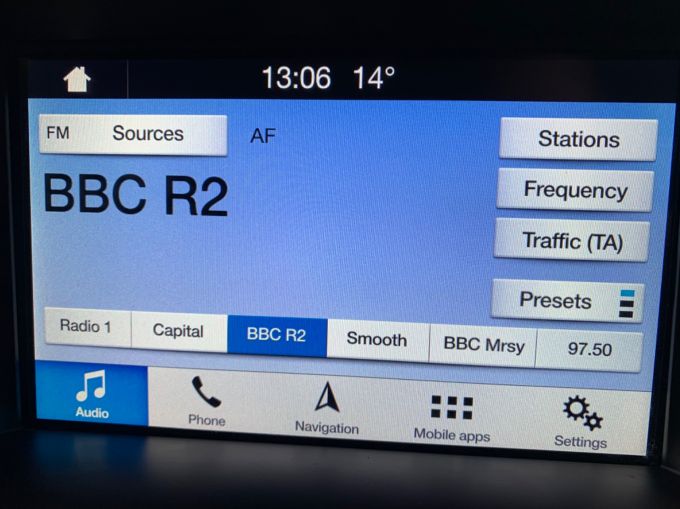 13:06 14°
FM Sources AF Stations
BBC R2
Frequency
Traffic (TA)
Presets
Radio 1 Capital BBC R2 Smooth BBC Mrsy 97.50
Audio Phone Navigation Mobile apps Settings